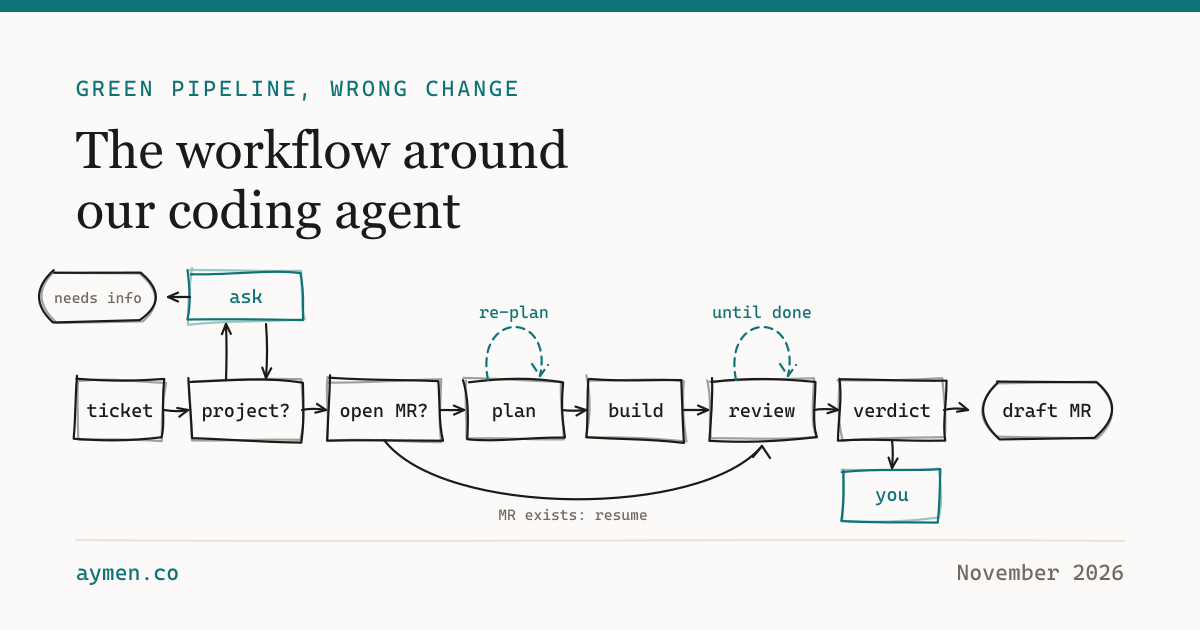 GREEN PIPELINE, WRONG CHANGE
The workflow around
our coding agent
needs info
ask
re-plan
until done
ticket
project?
open MR?
plan
build
review
verdict
draft MR
you
MR exists: resume
aymen.co
November 2026